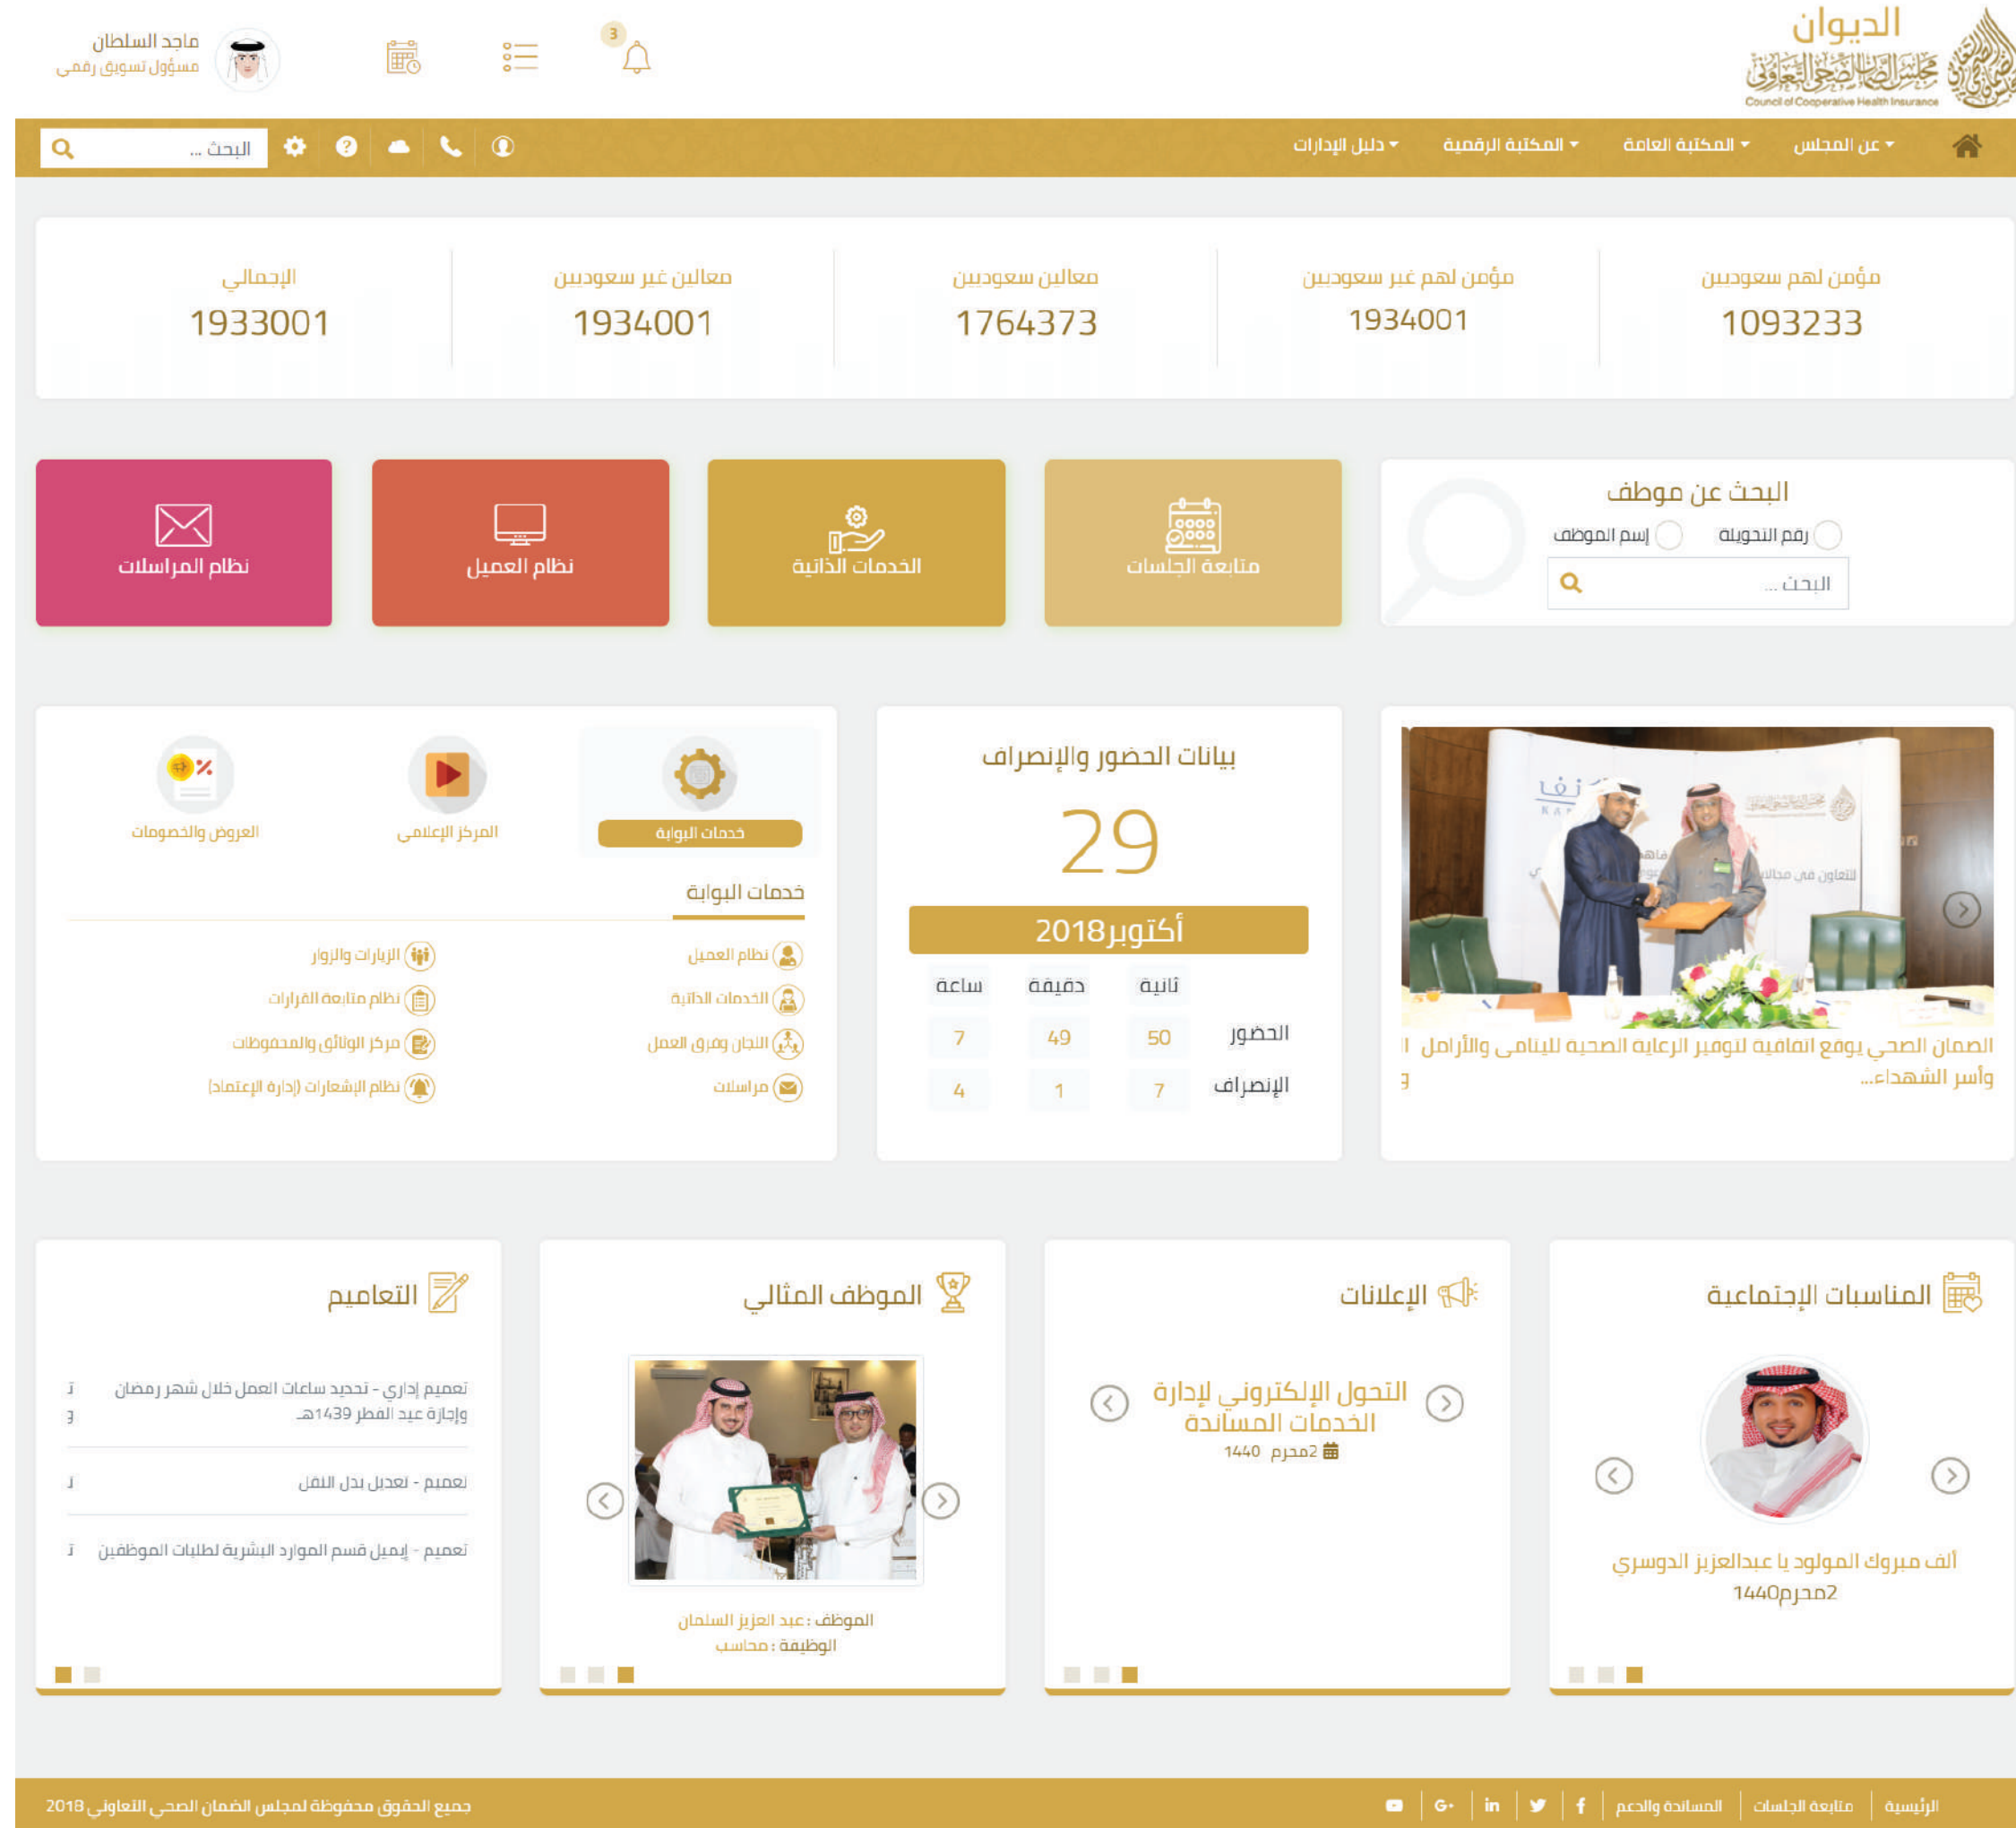 الديوان
مجلس الضمان الصحي التعاوني
Council of Cooperative Health Insurance
3
ماجد السلطان
مسؤول تسويق رقمي
عن المجلس
المكتبة العامة
المكتبة الرقمية
دليل الإدارات
البحث ...
مؤمن لهم سعوديين
1093233
مؤمن لهم غير سعوديين
1934001
معالين سعوديين
1764373
معالين غير سعوديين
1934001
الإجمالي
1933001
البحث عن موظف
رقم التحويلة
إسم الموظف
البحث ...
متابعة الجلسات
الخدمات الذاتية
نظام العميل
نظام المراسلات
للتعاون في مجالات
الضمان الصحي يوقع اتفاقية لتوفير الرعاية الصحية لليتامى والأرامل
وأسر الشهداء...
بيانات الحضور والإنصراف
29
أكتوبر2018
ثانية دقيقة ساعة
الحضور 50 49 7
الإنصراف 7 1 4
خدمات البوابة
المركز الإعلامي
العروض والخصومات
خدمات البوابة
نظام العميل
الخدمات الذاتية
اللجان وفرق العمل
مراسلات
الزيارات والزوار
نظام متابعة القرارات
مركز الوثائق والمحفوظات
نظام الإشعارات (إدارة الإعتماد)
المناسبات الإجتماعية
ألف مبروك المولود يا عبدالعزيز الدوسري
2محرم1440
الإعلانات
التحول الإلكتروني لإدارة
الخدمات المساندة
2محرم 1440
الموظف المثالي
الموظف : عبد العزيز السلمان
الوظيفة : محاسب
التعاميم
تعميم إداري - تحديد ساعات العمل خلال شهر رمضان
وإجازة عيد الفطر 1439هـ
تعميم - تعديل بدل النقل
تعميم - إيميل قسم الموارد البشرية لطلبات الموظفين
الرئيسية
متابعة الجلسات
المساندة والدعم
جميع الحقوق محفوظة لمجلس الضمان الصحي التعاوني 2018